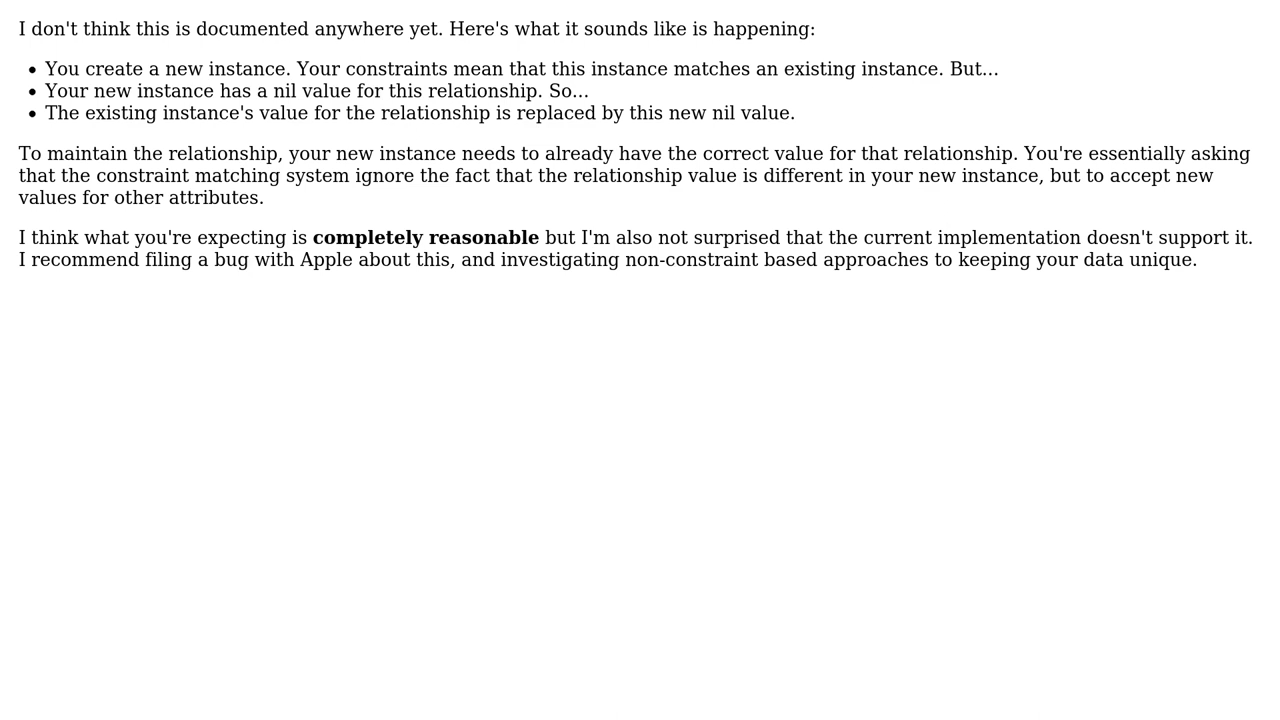 I don't think this is documented anywhere yet. Here's what it sounds like is happening:
• You create a new instance. Your constraints mean that this instance matches an existing instance. But...
• Your new instance has a nil value for this relationship. So...
• The existing instance's value for the relationship is replaced by this new nil value.
To maintain the relationship, your new instance needs to already have the correct value for that relationship. You're essentially asking
that the constraint matching system ignore the fact that the relationship value is different in your new instance, but to accept new
values for other attributes.
I think what you're expecting is completely reasonable but I'm also not surprised that the current implementation doesn't support it.
I recommend filing a bug with Apple about this, and investigating non-constraint based approaches to keeping your data unique.